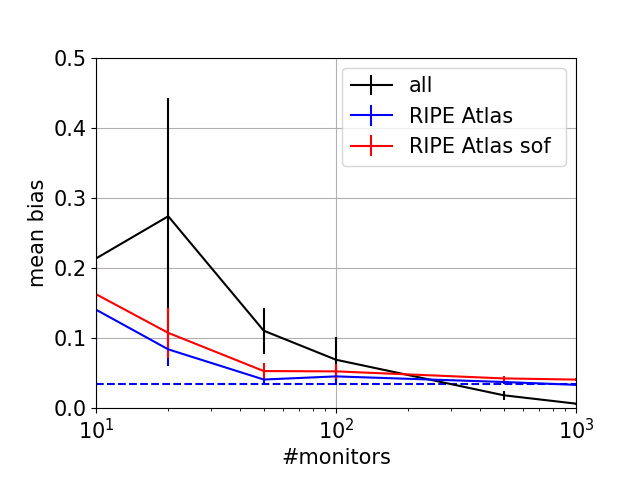 0.5
0.4
0.3
0.2
0.1
0.0
mean bias
all
RIPE Atlas
RIPE Atlas sof
10¹
10²
10³
#monitors